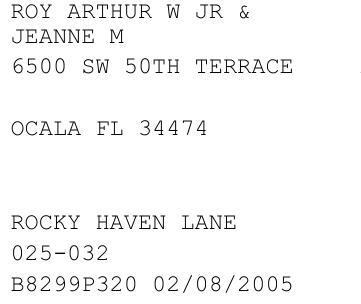 ROY ARTHUR W JR &
JEANNE M
6500 SW 50TH TERRACE
OCALA FL 34474
ROCKY HAVEN LANE
025-032
B8299P320 02/08/2005